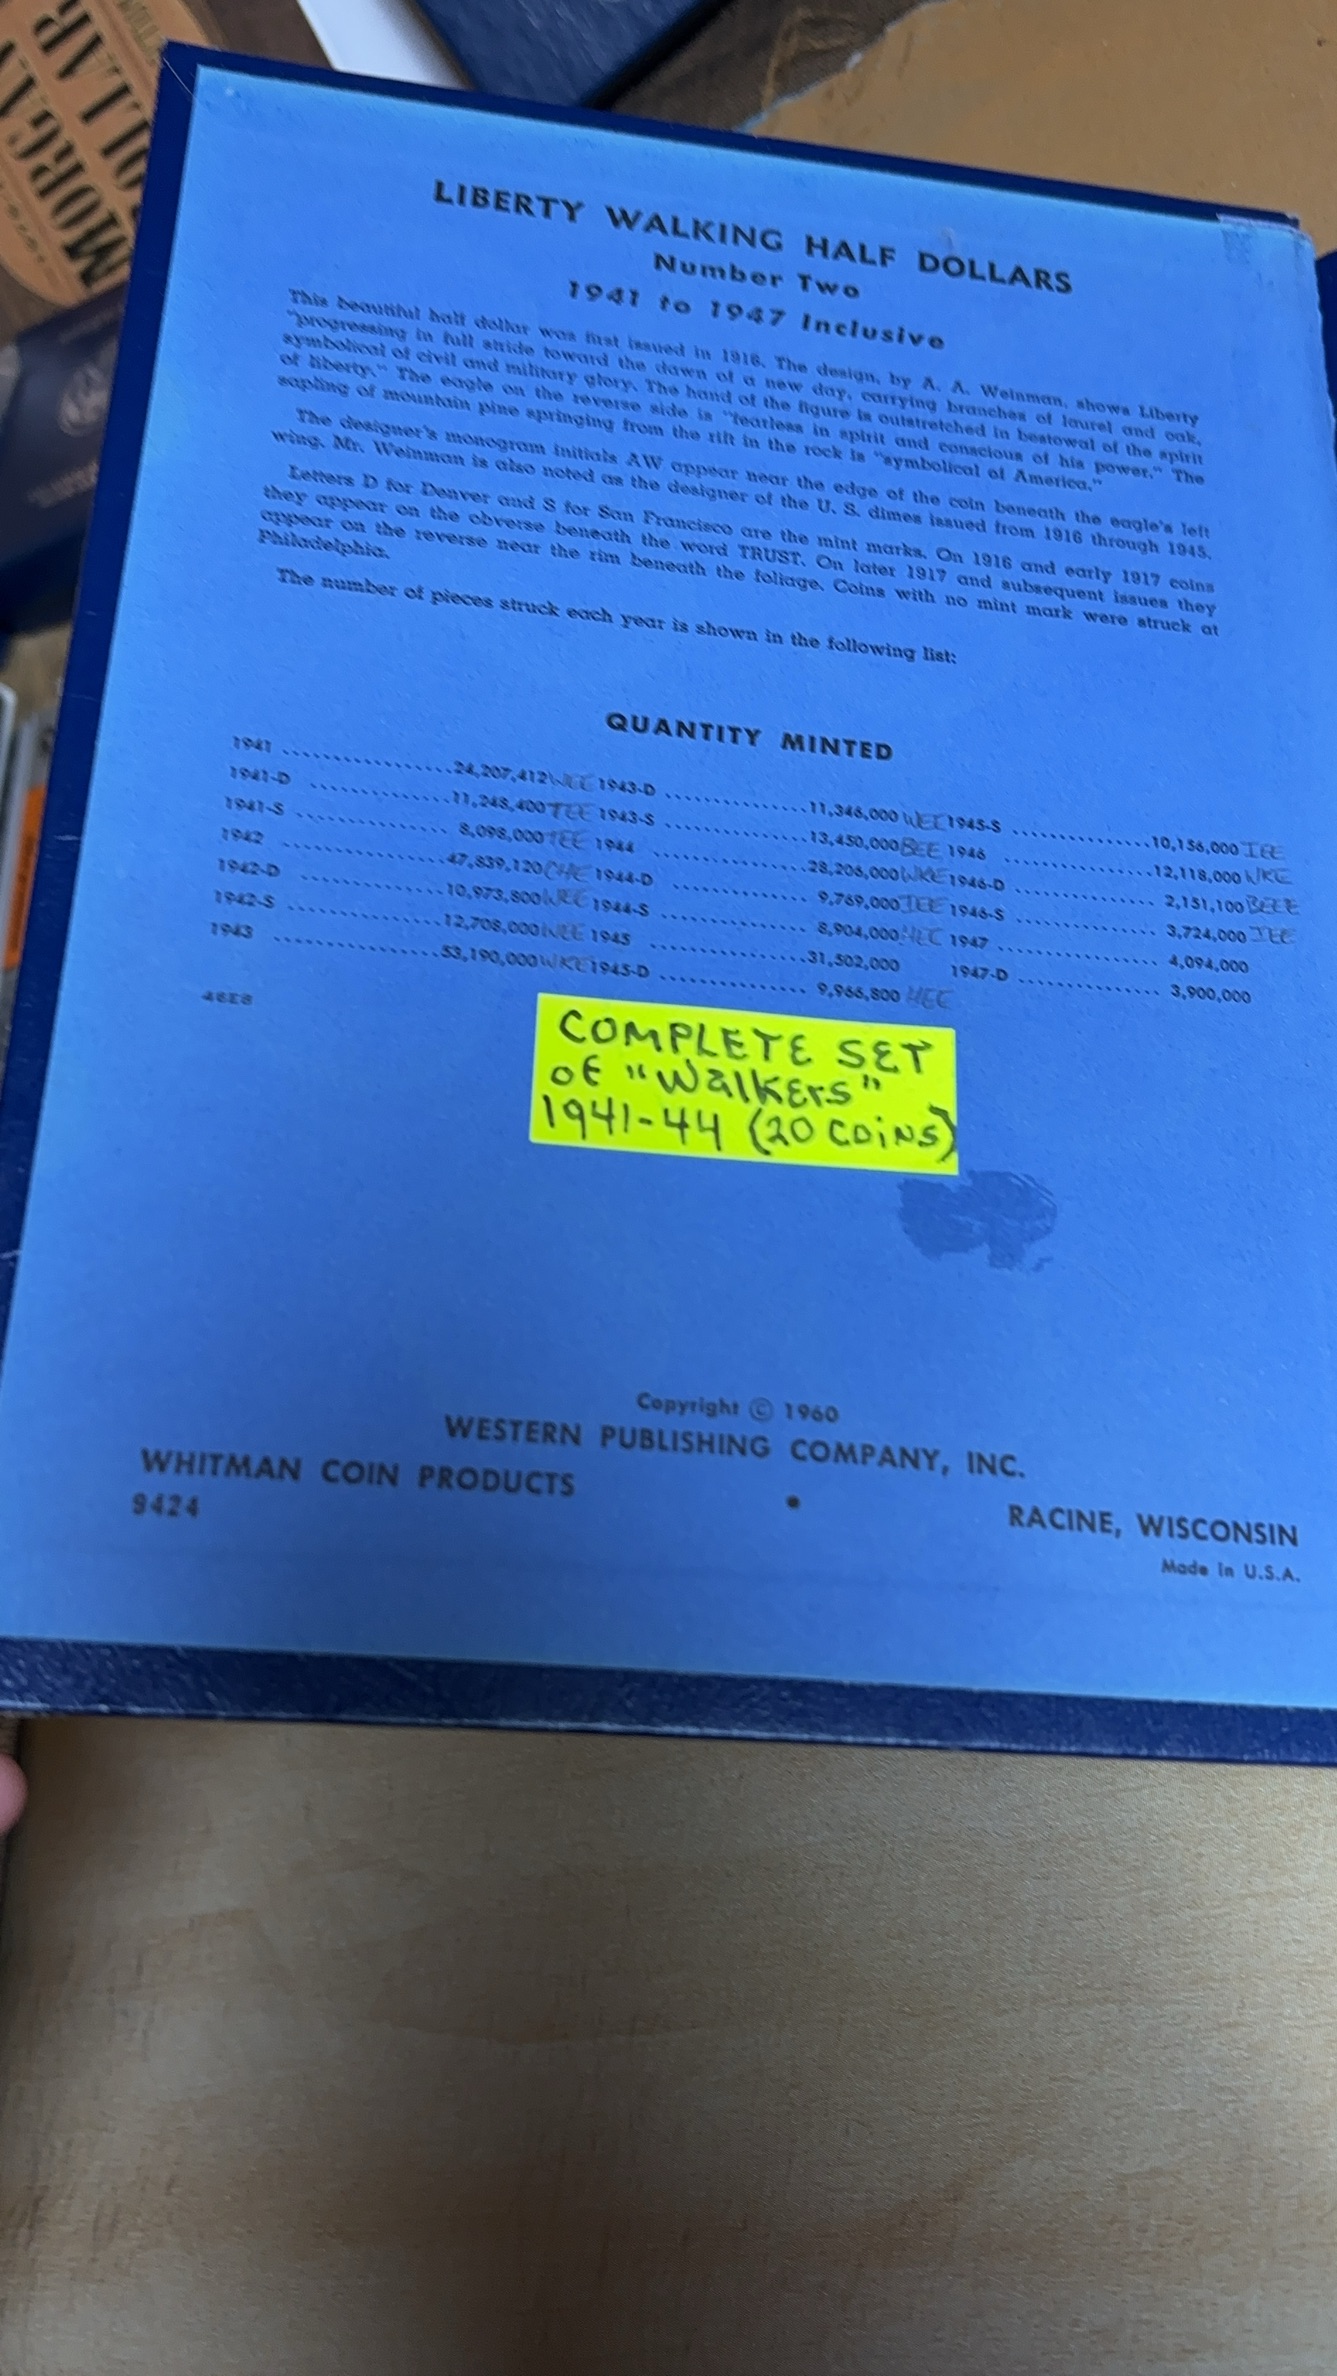 MORGAN
DOLLAR
LIBERTY WALKING HALF DOLLARS
Number Two
1941 to 1947 Inclusive
This beautiful half dollar was first issued in 1916. The design, by A. A. Weinman, shows Liberty
"progressing in full stride toward the dawn of a new day, carrying branches of laurel and oak,
symbolical of civil and military glory. The hand of the figure is outstretched in bestowal of the spirit
of liberty." The eagle on the reverse side is "fearless in spirit and conscious of his power." The
sapling of mountain pine springing from the rift in the rock is "symbolical of America."
The designer's monogram initials AW appear near the edge of the coin beneath the eagle's left
wing. Mr. Weinman is also noted as the designer of the U. S. dimes issued from 1916 through 1945.
Letters D for Denver and S for San Francisco are the mint marks. On 1916 and early 1917 coins
they appear on the obverse beneath the word TRUST. On later 1917 and subsequent issues they
appear on the reverse near the rim beneath the foliage. Coins with no mint mark were struck at
Philadelphia.
The number of pieces struck each year is shown in the following list:
QUANTITY MINTED
1941 ................. 24,207,412
1941-D .............. 11,248,400 TEE
1941-S ............... 8,098,000 TEE
1942 ................. 47,839,120
1942-D .............. 10,973,800
1942-S ............... 12,708,000
1943 ................. 53,190,000 WKE
1943-D .............. 11,346,000 WEE
1943-S ............... 13,450,000 BEE
1944 ................. 28,206,000 WKE
1944-D .............. 9,769,000 IEE
1944-S ............... 8,904,000
1945 ................. 31,502,000
1945-D .............. 9,966,800 HEC
1945-S ............... 10,156,000 IEE
1946 ................. 12,118,000 WKE
1946-D .............. 2,151,100 BEEE
1946-S ............... 3,724,000 IEE
1947 ................. 4,094,000
1947-D .............. 3,900,000
COMPLETE SET
OF "WalkErs"
1941-44 (20 COiNS)
Copyright © 1960
WESTERN PUBLISHING COMPANY, INC.
WHITMAN COIN PRODUCTS • RACINE, WISCONSIN
9424
Made in U.S.A.